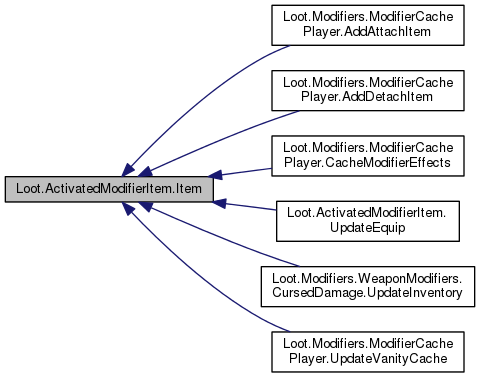 Loot.Modifiers.ModifierCache
Player.AddAttachItem
Loot.Modifiers.ModifierCache
Player.AddDetachItem
Loot.Modifiers.ModifierCache
Player.CacheModifierEffects
Loot.ActivatedModifierItem.Item
Loot.ActivatedModifierItem.
UpdateEquip
Loot.Modifiers.WeaponModifiers.
CursedDamage.UpdateInventory
Loot.Modifiers.ModifierCache
Player.UpdateVanityCache